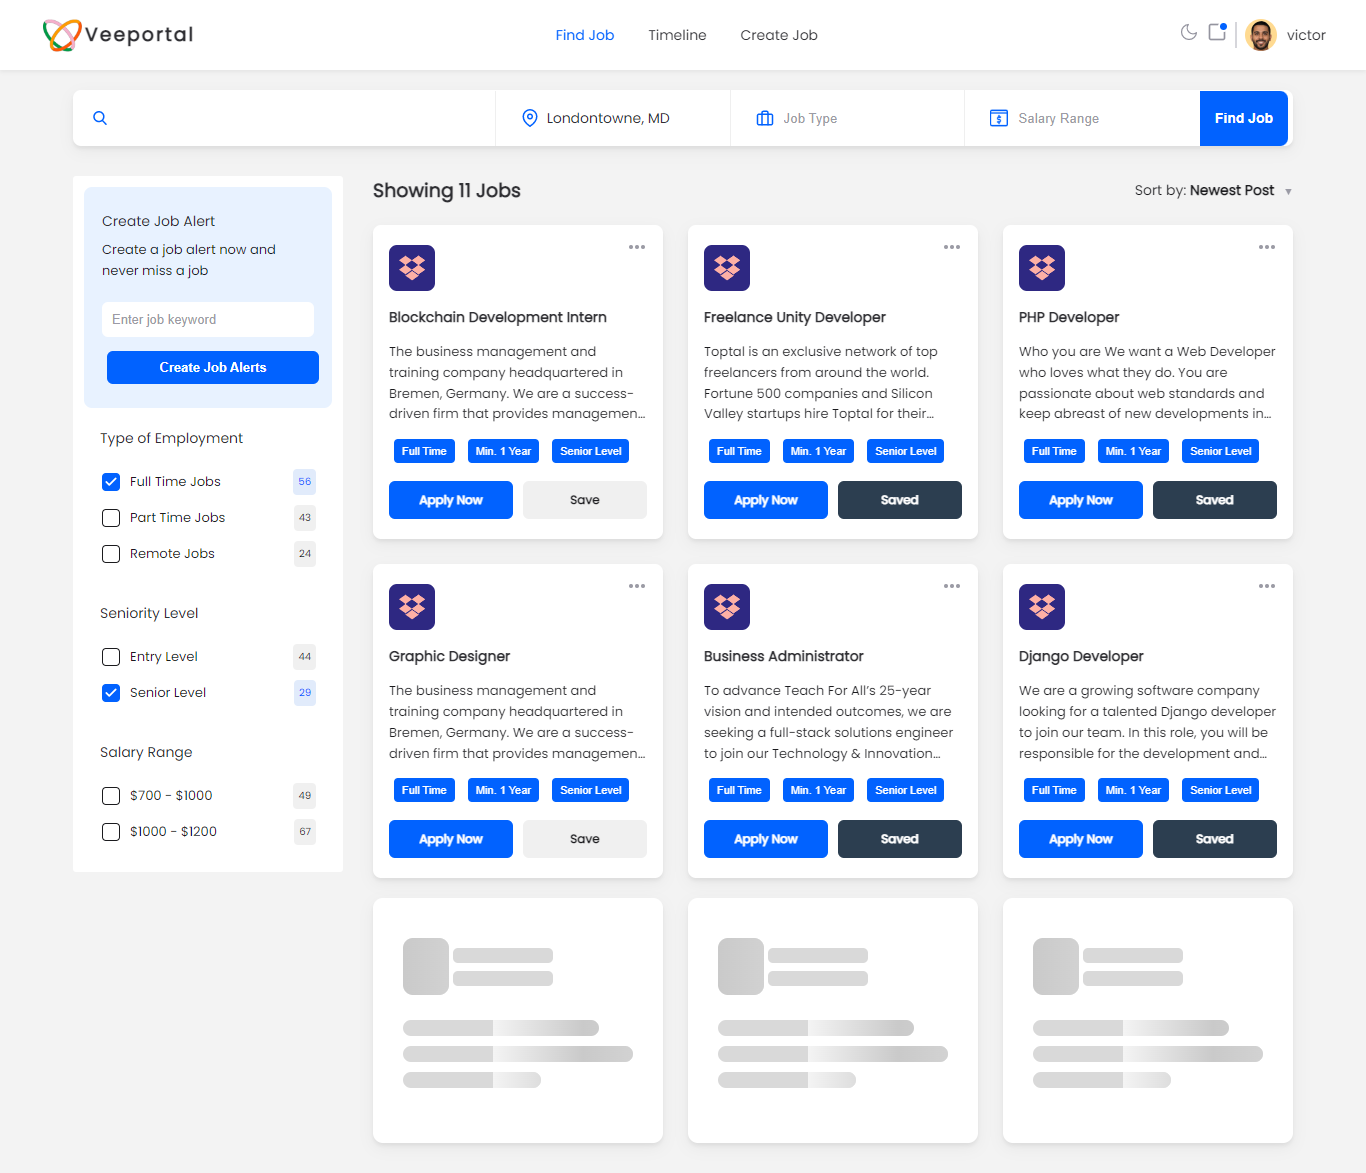 Veeportal
Find Job
Timeline
Create Job
victor
Londontowne, MD
Job Type
Salary Range
Find Job
Create Job Alert
Create a job alert now and
never miss a job
Enter job keyword
Create Job Alerts
Type of Employment
Full Time Jobs 56
Part Time Jobs 43
Remote Jobs 24
Seniority Level
Entry Level 44
Senior Level 29
Salary Range
$700 - $1000 49
$1000 - $1200 67
Showing 11 Jobs
Sort by: Newest Post
Blockchain Development Intern
The business management and
training company headquartered in
Bremen, Germany. We are a success-
driven firm that provides managemen...
Full Time Min. 1 Year Senior Level
Apply Now Save
Freelance Unity Developer
Toptal is an exclusive network of top
freelancers from around the world.
Fortune 500 companies and Silicon
Valley startups hire Toptal for their...
Full Time Min. 1 Year Senior Level
Apply Now Saved
PHP Developer
Who you are We want a Web Developer
who loves what they do. You are
passionate about web standards and
keep abreast of new developments in...
Full Time Min. 1 Year Senior Level
Apply Now Saved
Graphic Designer
The business management and
training company headquartered in
Bremen, Germany. We are a success-
driven firm that provides managemen...
Full Time Min. 1 Year Senior Level
Apply Now Save
Business Administrator
To advance Teach For All’s 25-year
vision and intended outcomes, we are
seeking a full-stack solutions engineer
to join our Technology & Innovation...
Full Time Min. 1 Year Senior Level
Apply Now Saved
Django Developer
We are a growing software company
looking for a talented Django developer
to join our team. In this role, you will be
responsible for the development and...
Full Time Min. 1 Year Senior Level
Apply Now Saved